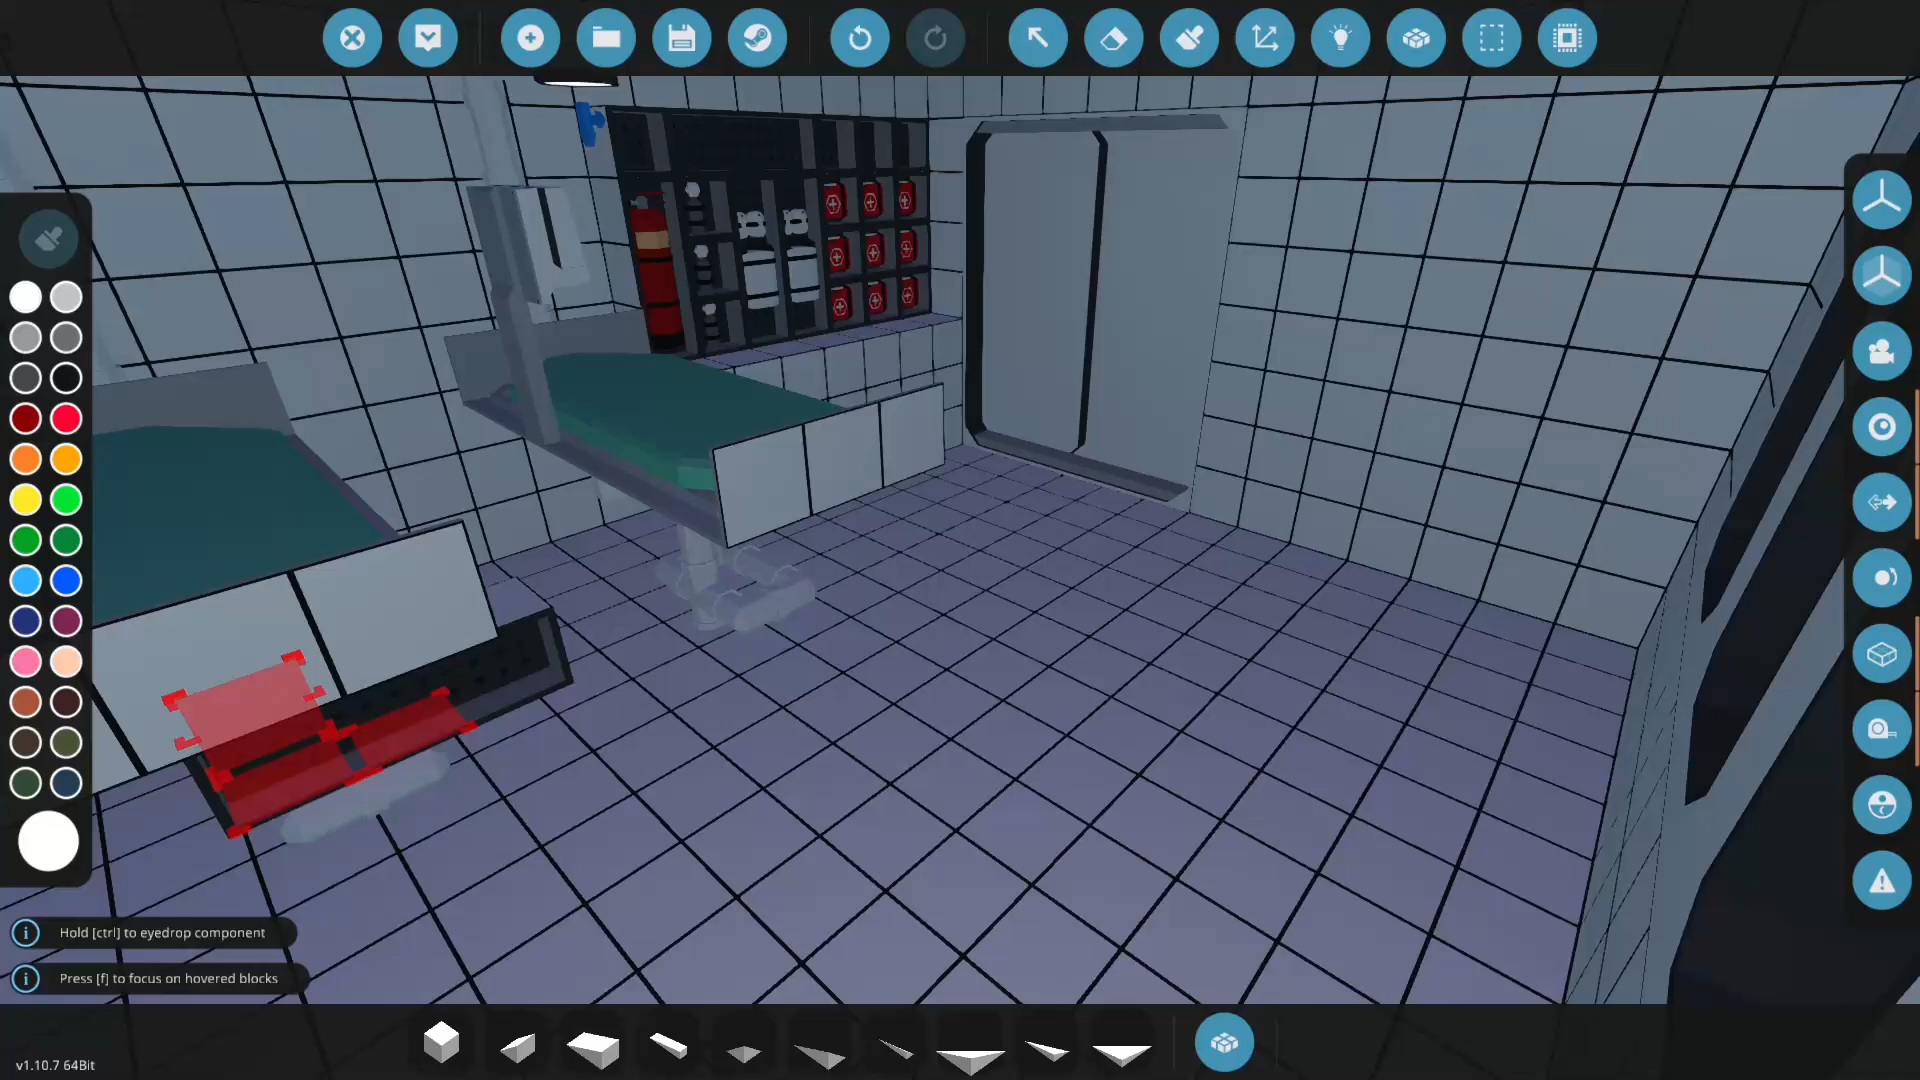 Hold [ctrl] to eyedrop component
Press [f] to focus on hovered blocks
v1.10.7 64Bit